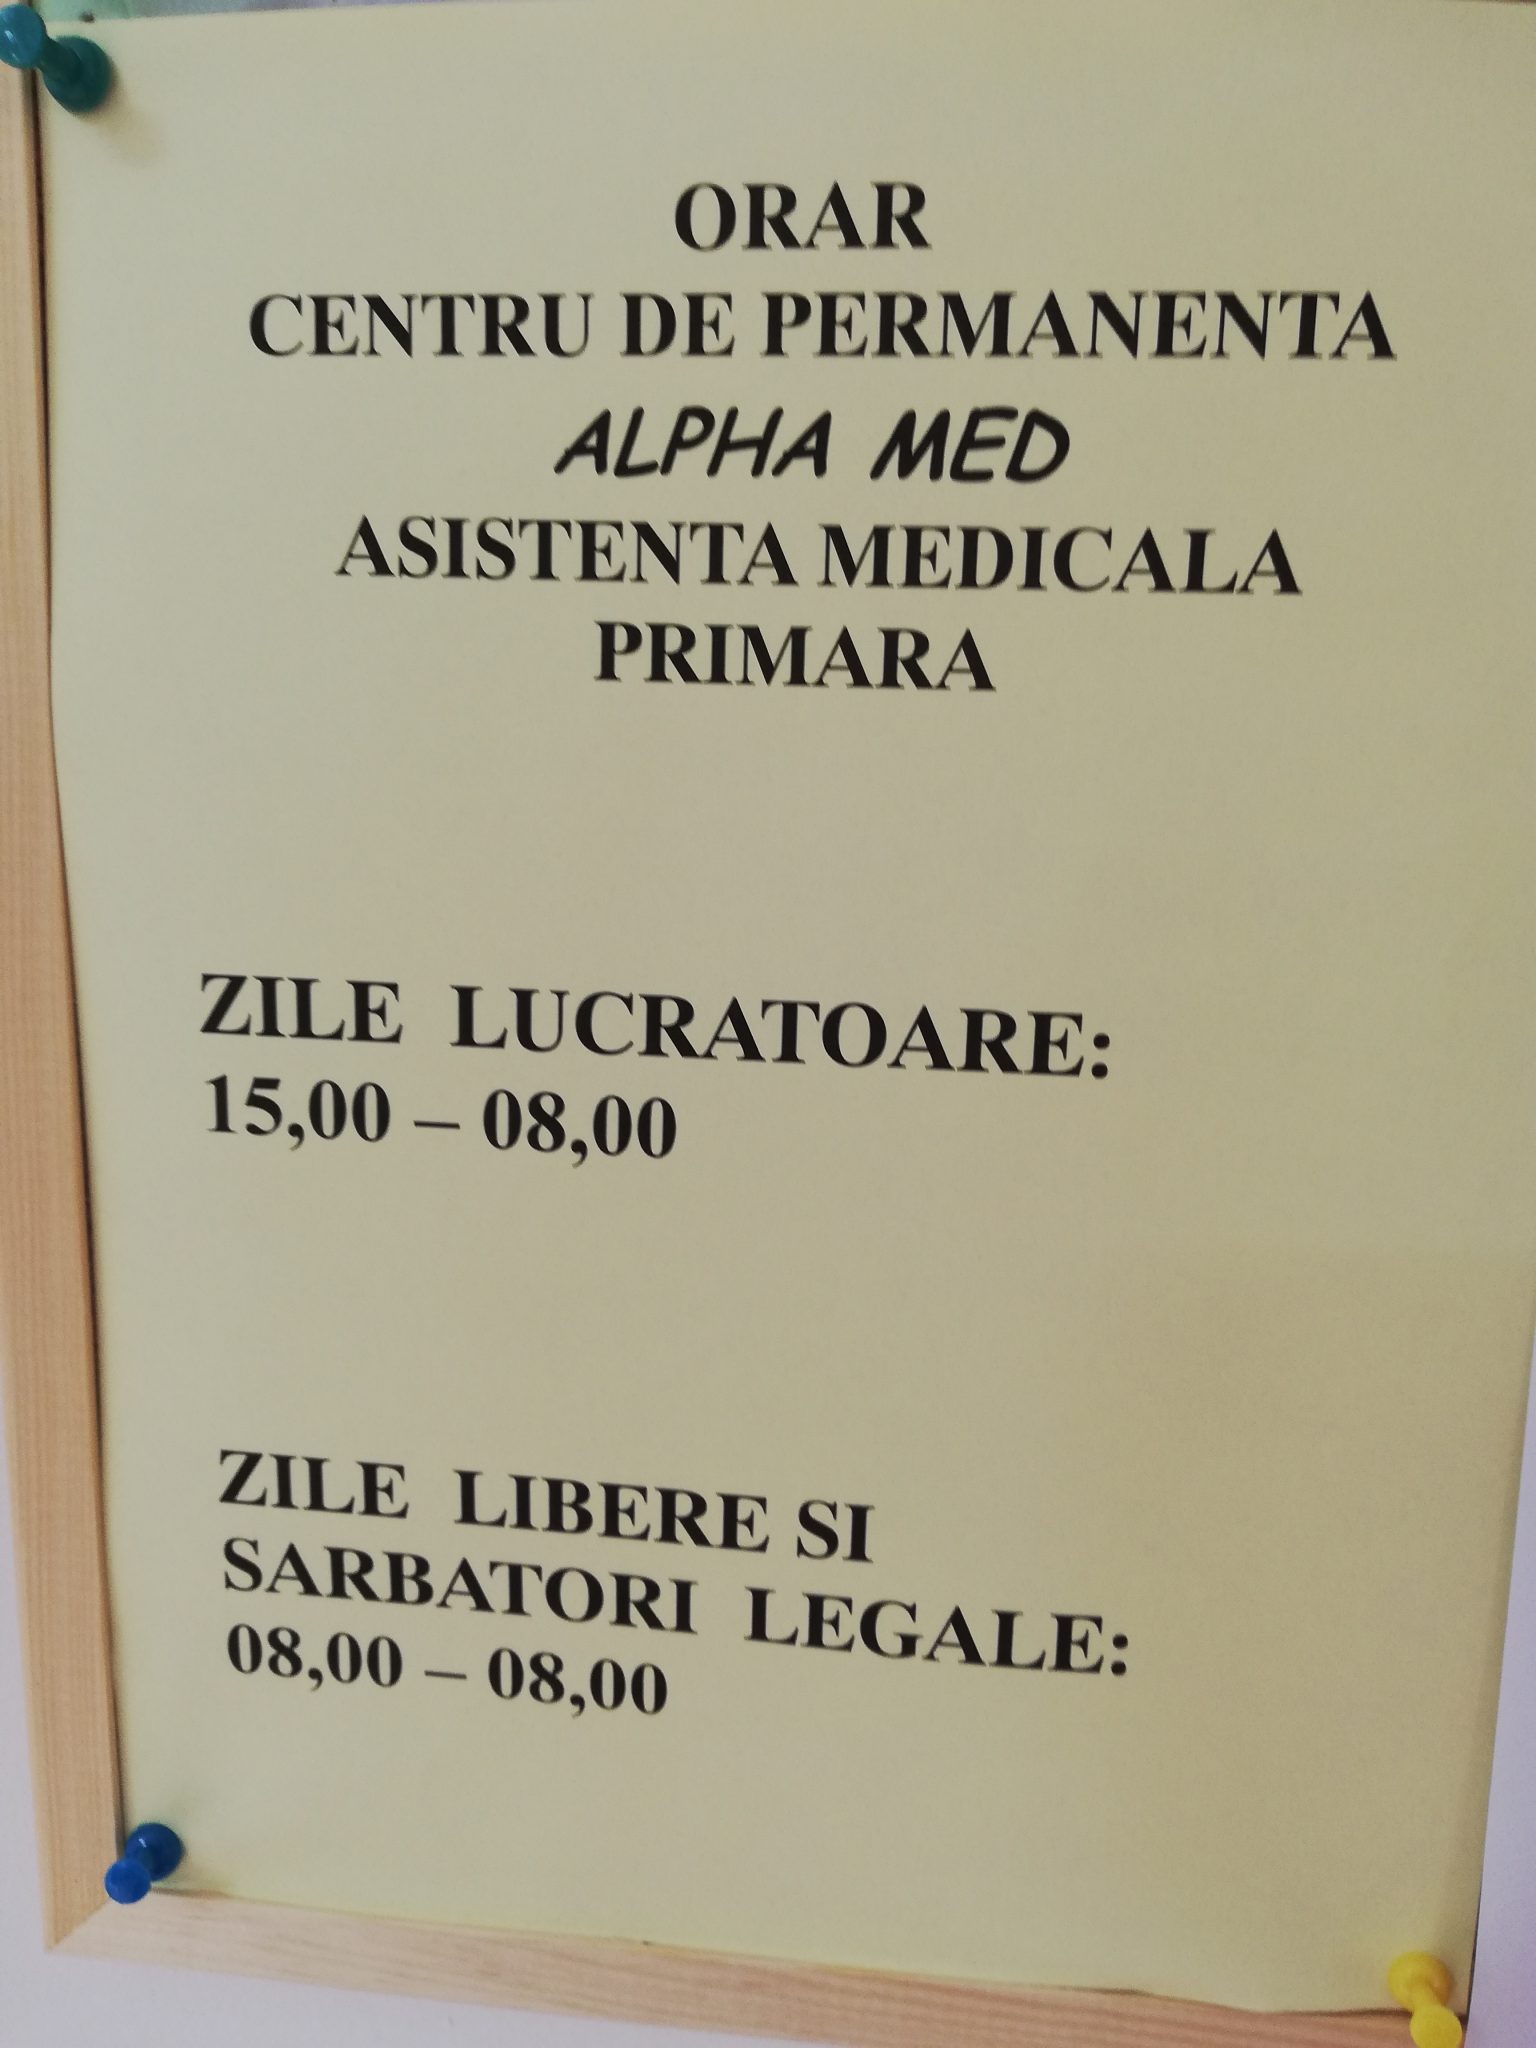 ORAR
CENTRU DE PERMANENTA
ALPHA MED
ASISTENTA MEDICALA
PRIMARA
ZILE LUCRATOARE:
15,00 – 08,00
ZILE LIBERE SI
SARBATORI LEGALE:
08,00 – 08,00